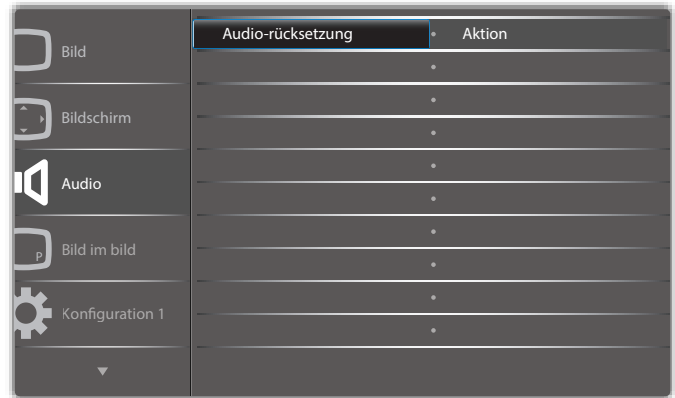 Bild
Bildschirm
Audio
P
Bild im bild
Konfiguration 1
Audio-rücksetzung
Aktion